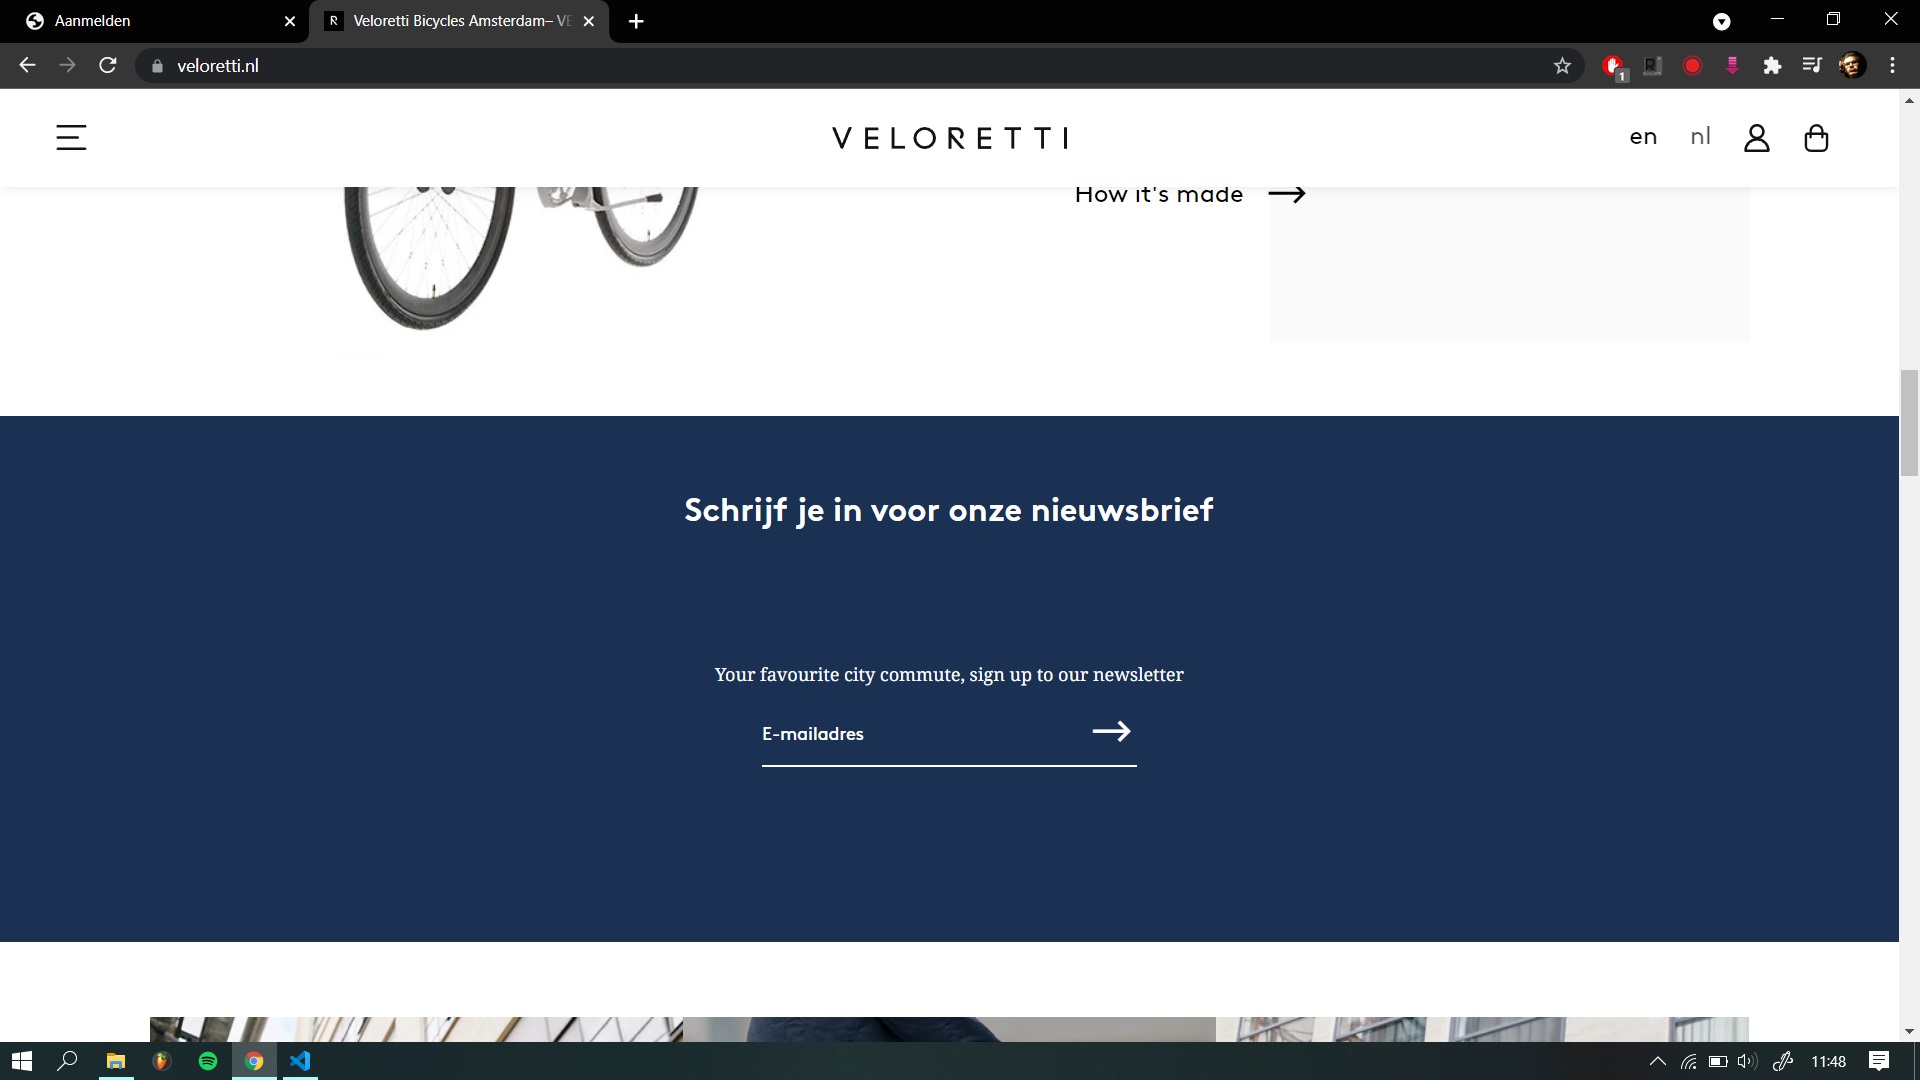 Aanmelden
Veloretti Bicycles Amsterdam– VE
veloretti.nl
1
VELORETTI
en nl
How it's made
Schrijf je in voor onze nieuwsbrief
Your favourite city commute, sign up to our newsletter
E-mailadres
11:48